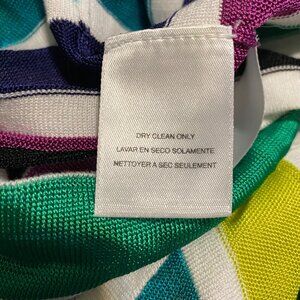 DRY CLEAN ONLY
LAVAR EN SECO SOLAMENTE
NETTOYER A SEC SEULEMENT